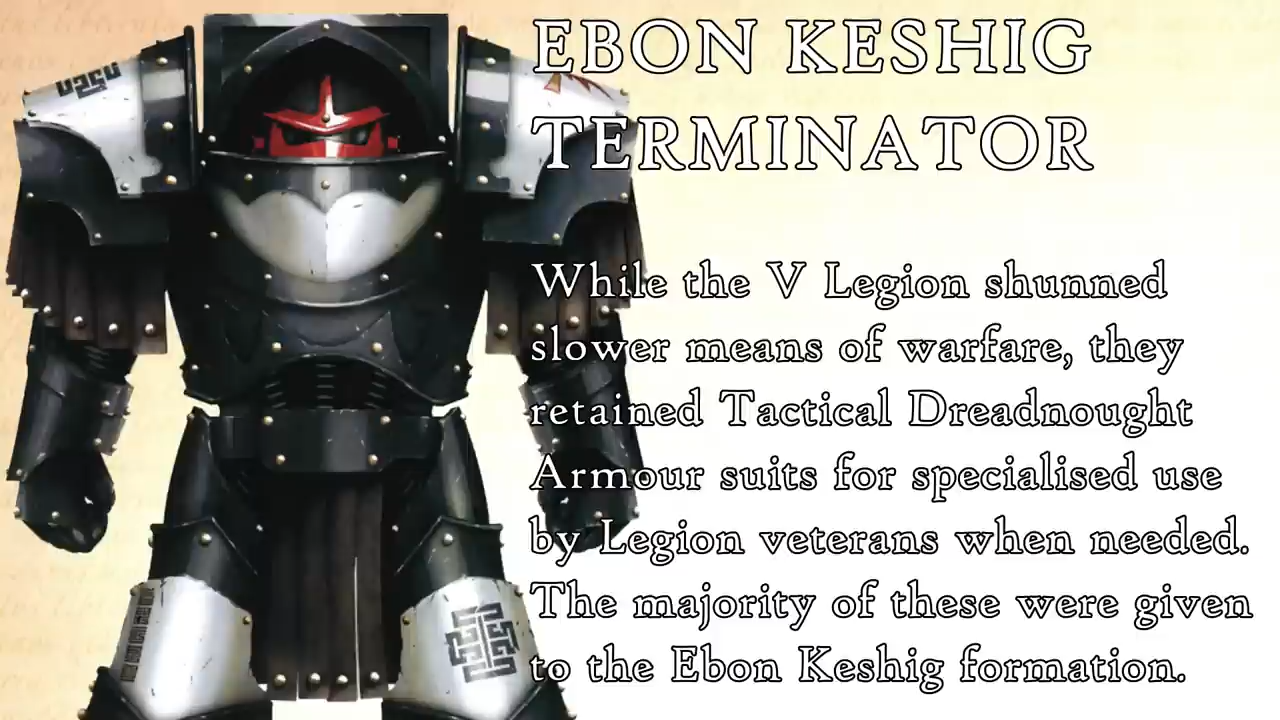 EBON KESHIG
TERMINATOR
While the V Legion shunned
slower means of warfare, they
retained Tactical Dreadnought
Armour suits for specialised use
by Legion veterans when needed.
The majority of these were given
to the Ebon Keshig formation.